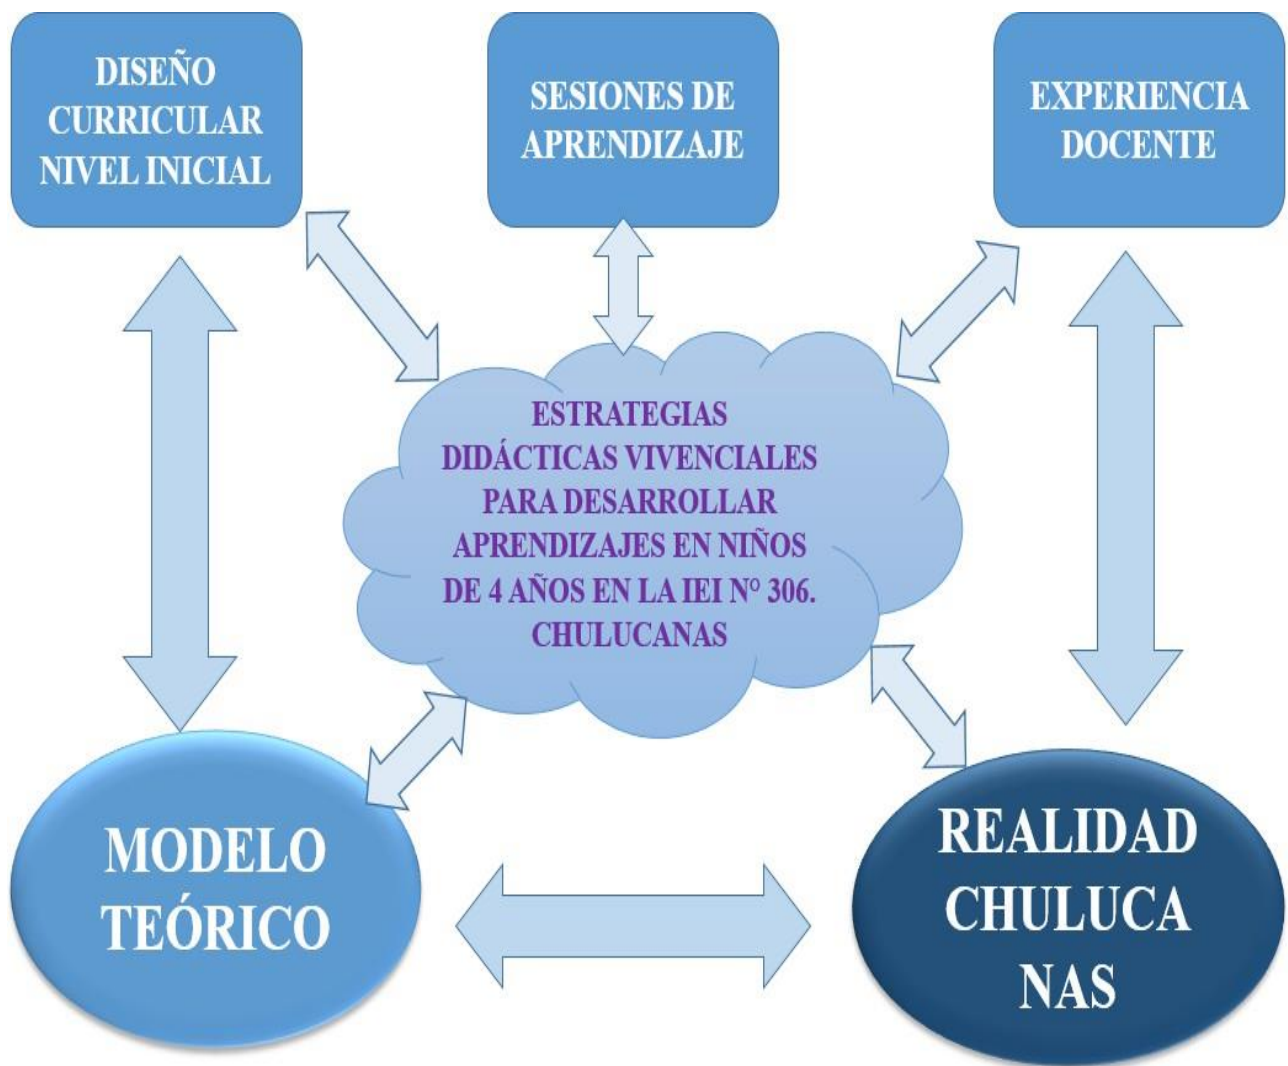 DISEÑO
CURRICULAR
NIVEL INICIAL
SESIONES DE
APRENDIZAJE
EXPERIENCIA
DOCENTE
ESTRATEGIAS
DIDÁCTICAS VIVENCIALES
PARA DESARROLLAR
APRENDIZAJES EN NIÑOS
DE 4 AÑOS EN LA IEI Nº 306.
CHULUCANAS
MODELO
TEÓRICO
REALIDAD
CHULUCA
NAS